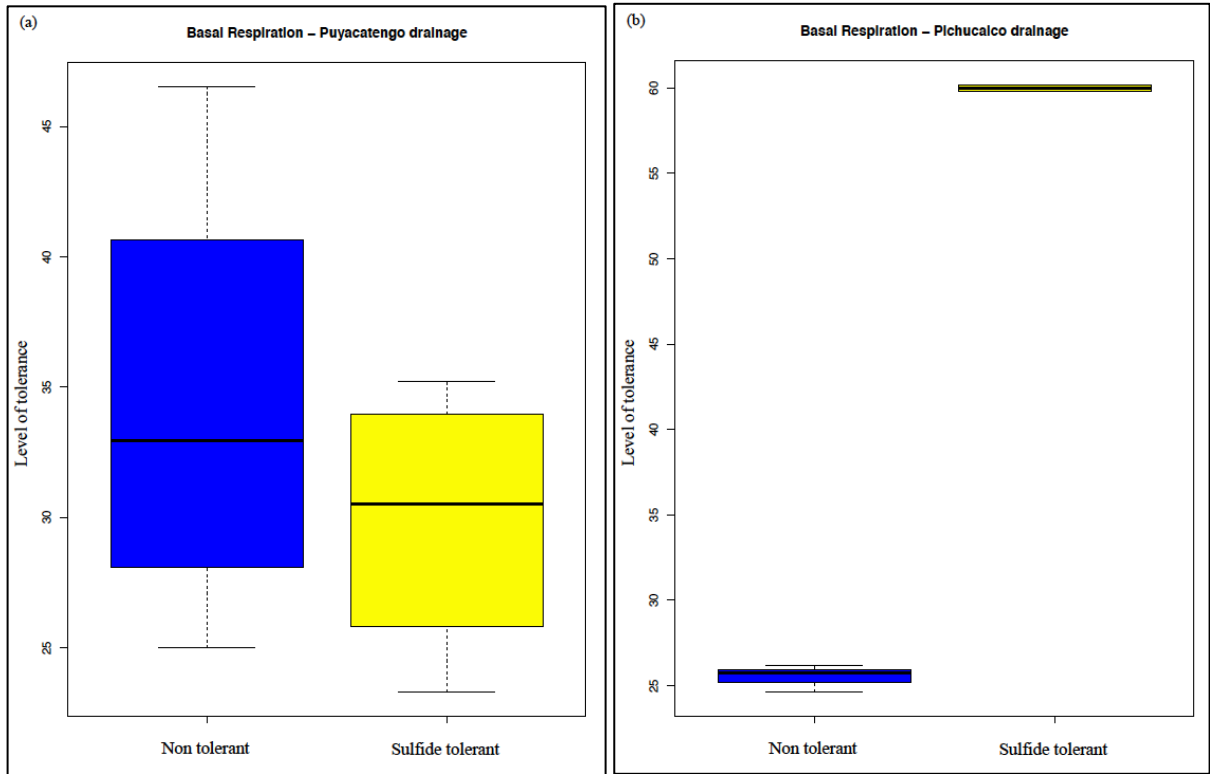 (a)
Basal Respiration – Puyacatengo drainage
Level of tolerance
45
40
35
30
25
Non tolerant
Sulfide tolerant
(b)
Basal Respiration – Pichucalco drainage
Level of tolerance
60
55
50
45
40
35
30
25
Non tolerant
Sulfide tolerant